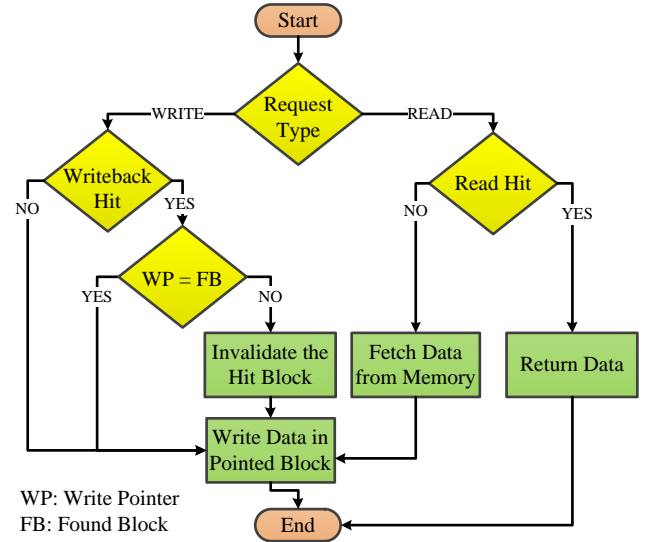 Start
Request
Type
WRITE
READ
Writeback
Hit
Read Hit
NO
YES
NO
YES
WP = FB
YES
NO
Invalidate the
Hit Block
Fetch Data
from Memory
Return Data
Write Data in
Pointed Block
WP: Write Pointer
FB: Found Block
End